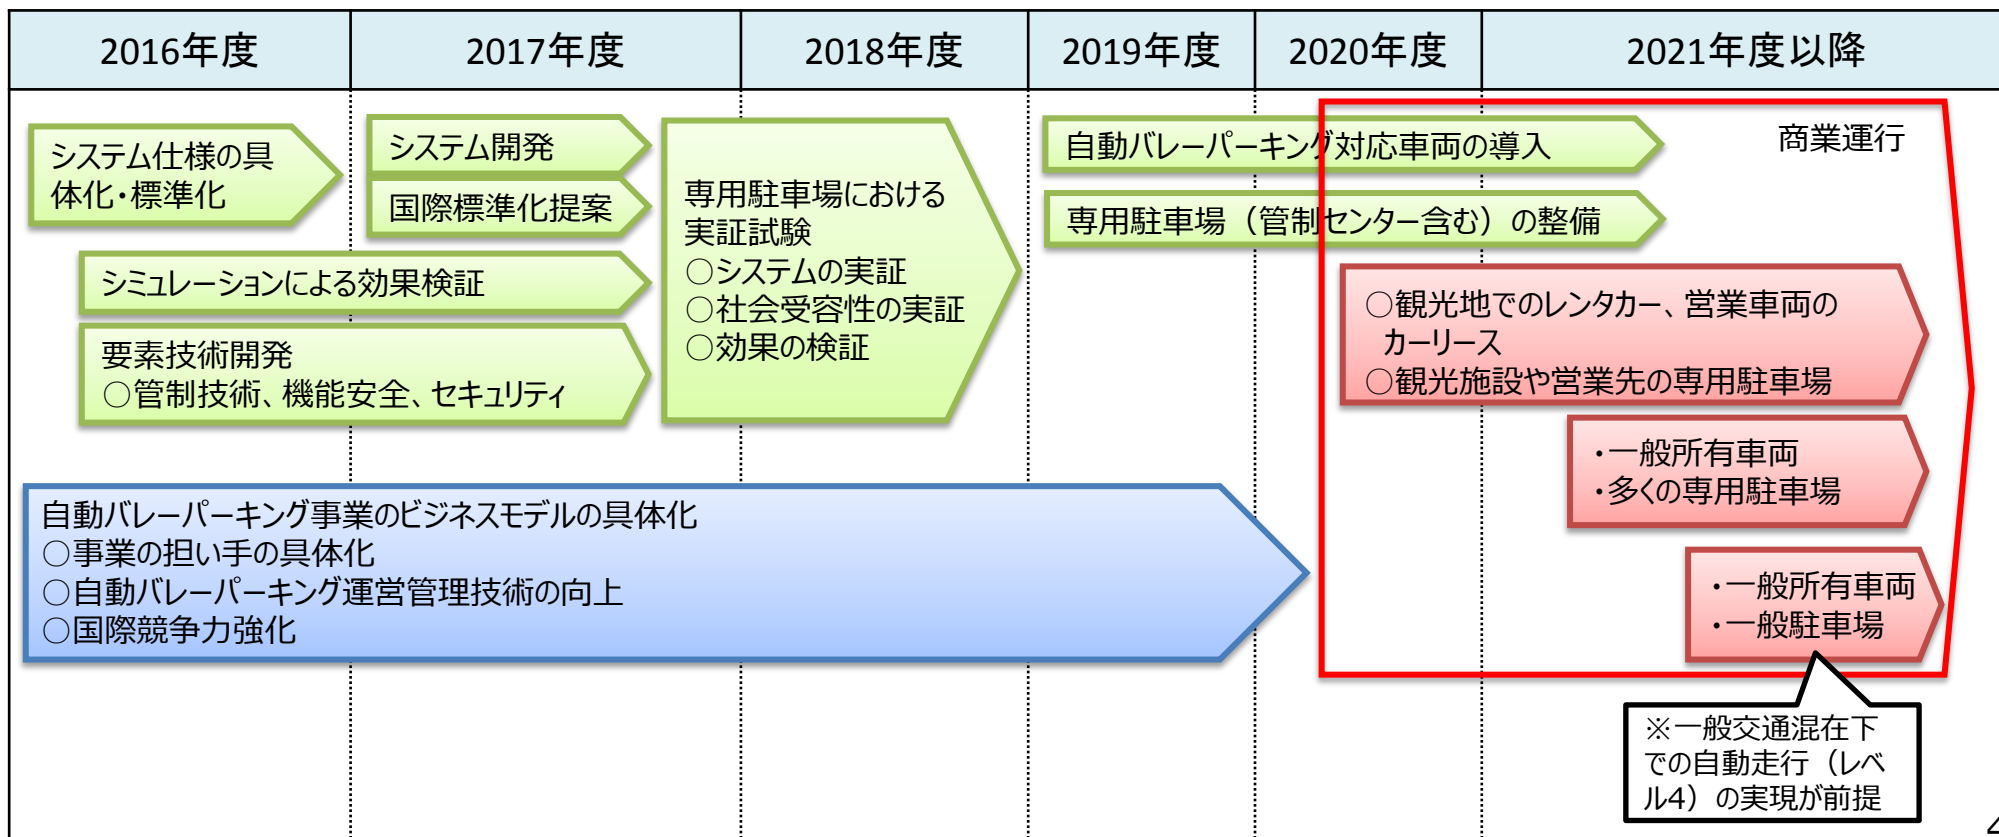 2016年度
2017年度
2018年度
2019年度
2020年度
2021年度以降
システム仕様の具
体化・標準化
システム開発
国際標準化提案
シミュレーションによる効果検証
要素技術開発
○管制技術、機能安全、セキュリティ
専用駐車場における
実証試験
○システムの実証
○社会受容性の実証
○効果の検証
自動バレーパーキング対応車両の導入
専用駐車場（管制センター含む）の整備
商業運行
○観光地でのレンタカー、営業車両の
カーリース
○観光施設や営業先の専用駐車場
・一般所有車両
・多くの専用駐車場
・一般所有車両
・一般駐車場
自動バレーパーキング事業のビジネスモデルの具体化
○事業の担い手の具体化
○自動バレーパーキング運営管理技術の向上
○国際競争力強化
※一般交通混在下
での自動走行（レベ
ル4）の実現が前提